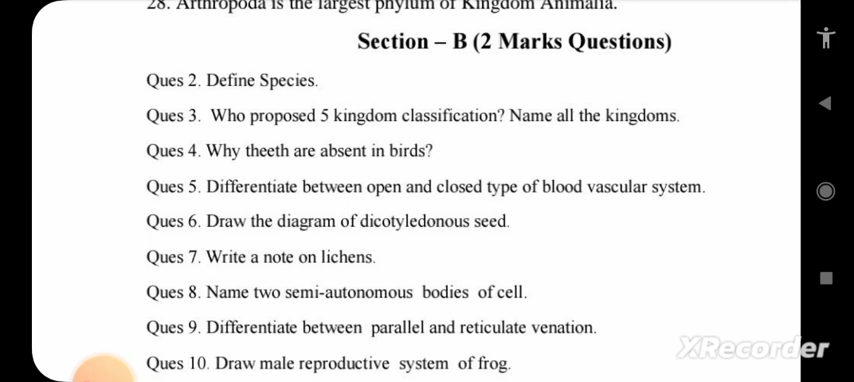 28. Arthropoda is the largest phylum of Kingdom Animalia.
Section – B (2 Marks Questions)
Ques 2. Define Species.
Ques 3. Who proposed 5 kingdom classification? Name all the kingdoms.
Ques 4. Why theeth are absent in birds?
Ques 5. Differentiate between open and closed type of blood vascular system.
Ques 6. Draw the diagram of dicotyledonous seed.
Ques 7. Write a note on lichens.
Ques 8. Name two semi-autonomous bodies of cell.
Ques 9. Differentiate between parallel and reticulate venation.
XRecorder
Ques 10. Draw male reproductive system of frog.